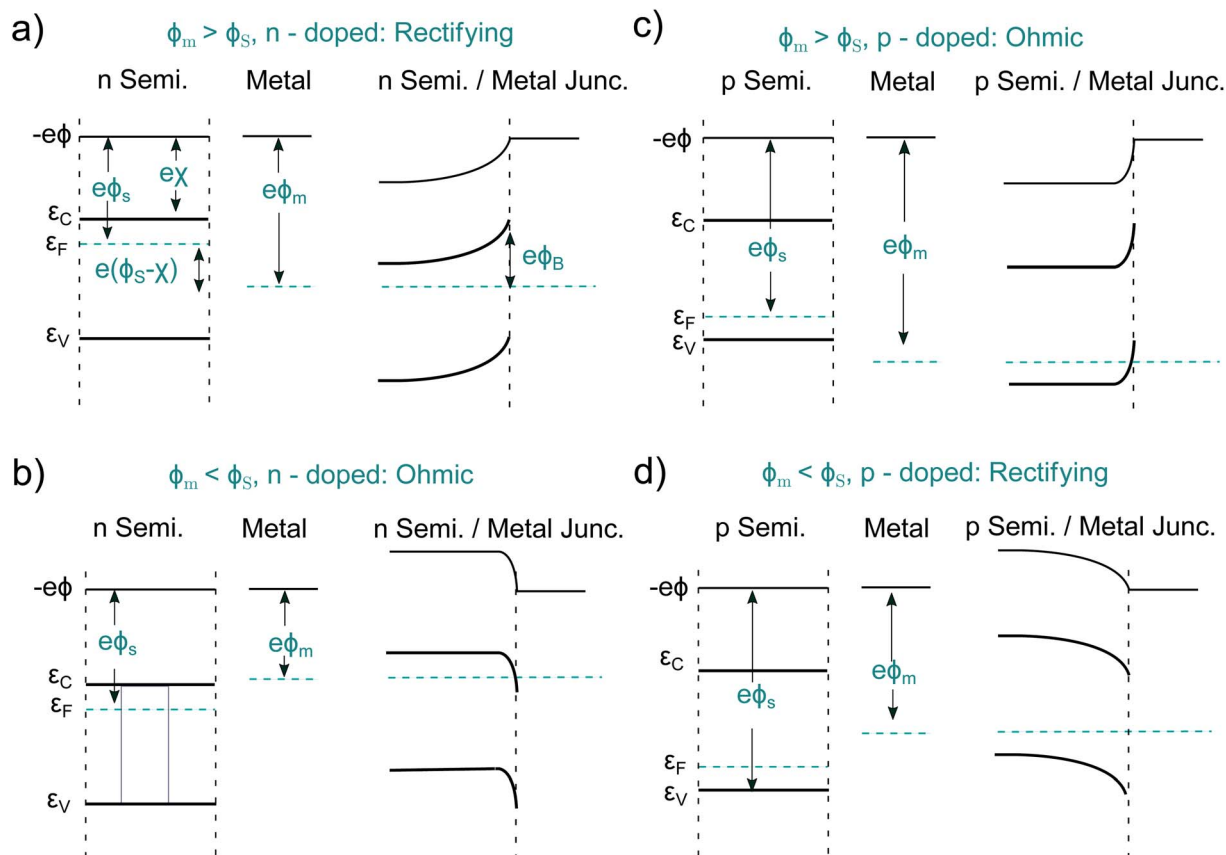 a)
ϕm > ϕS, n - doped: Rectifying
n Semi.
Metal
n Semi. / Metal Junc.
-eϕ
eχ
eϕs
eϕm
εC
εF
eϕB
e(ϕS-χ)
εV
b)
ϕm < ϕS, n - doped: Ohmic
n Semi.
Metal
n Semi. / Metal Junc.
-eϕ
eϕs
eϕm
εC
εF
εV
c)
ϕm > ϕS, p - doped: Ohmic
p Semi.
Metal
p Semi. / Metal Junc.
-eϕ
εC
eϕs
eϕm
εF
εV
d)
ϕm < ϕS, p - doped: Rectifying
p Semi.
Metal
p Semi. / Metal Junc.
-eϕ
εC
eϕm
eϕs
εF
εV